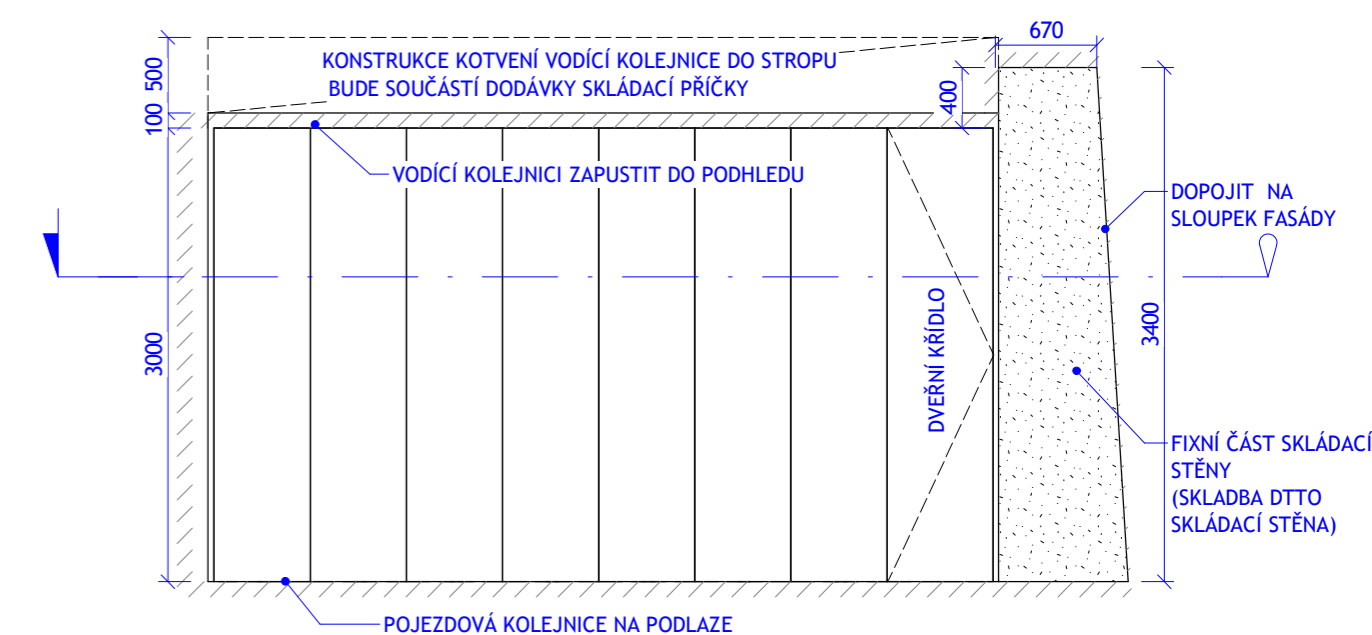 670
KONSTRUKCE KOTVENÍ VODÍCÍ KOLEJNICE DO STROPU
BUDE SOUČÁSTÍ DODÁVKY SKLÁDACÍ PŘÍČKY
500
400
100
VODÍCÍ KOLEJNICI ZAPUSTIT DO PODHLEDU
DOPOJIT NA
SLOUPEK FASÁDY
3000
DVEŘNÍ KŘÍDLO
3400
FIXNÍ ČÁST SKLÁDACÍ
STĚNY
(SKLADBA DTTO
SKLÁDACÍ STĚNA)
POJEZDOVÁ KOLEJNICE NA PODLAZE